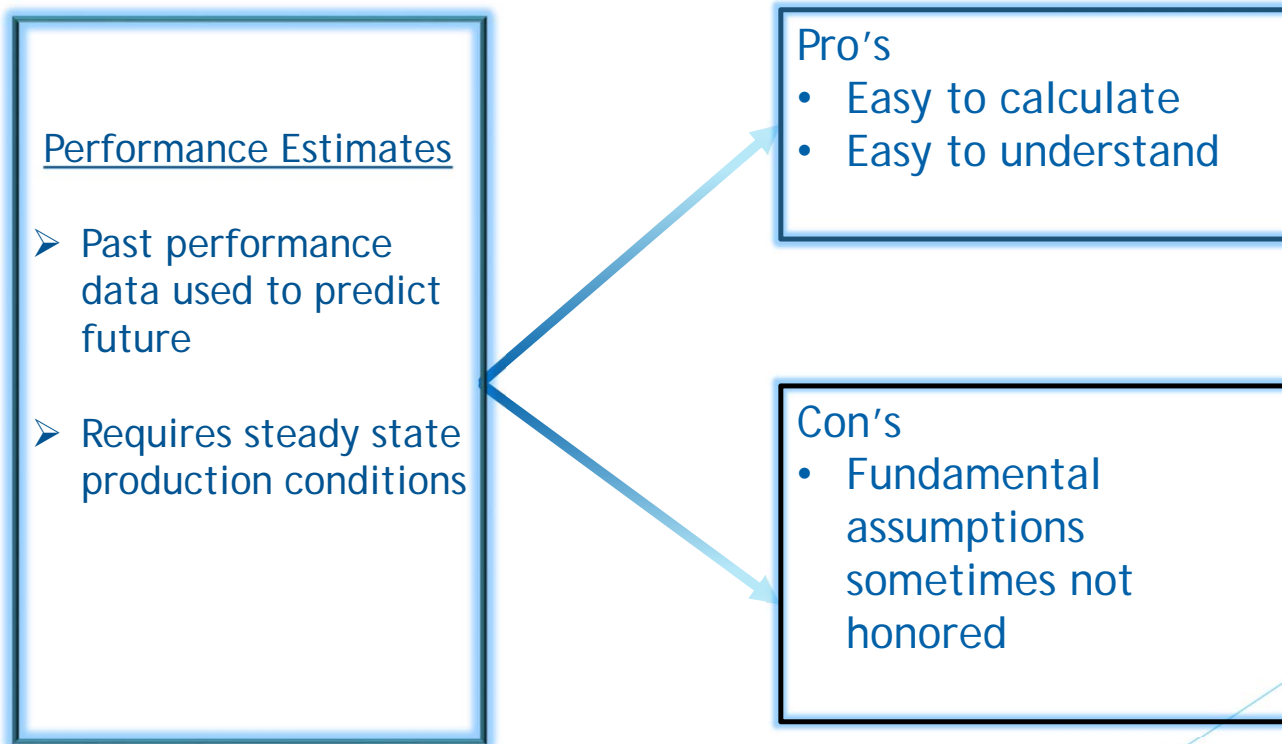 Performance Estimates
➢ Past performance
data used to predict
future
➢ Requires steady state
production conditions
Pro's
• Easy to calculate
• Easy to understand
Con's
• Fundamental
assumptions
sometimes not
honored